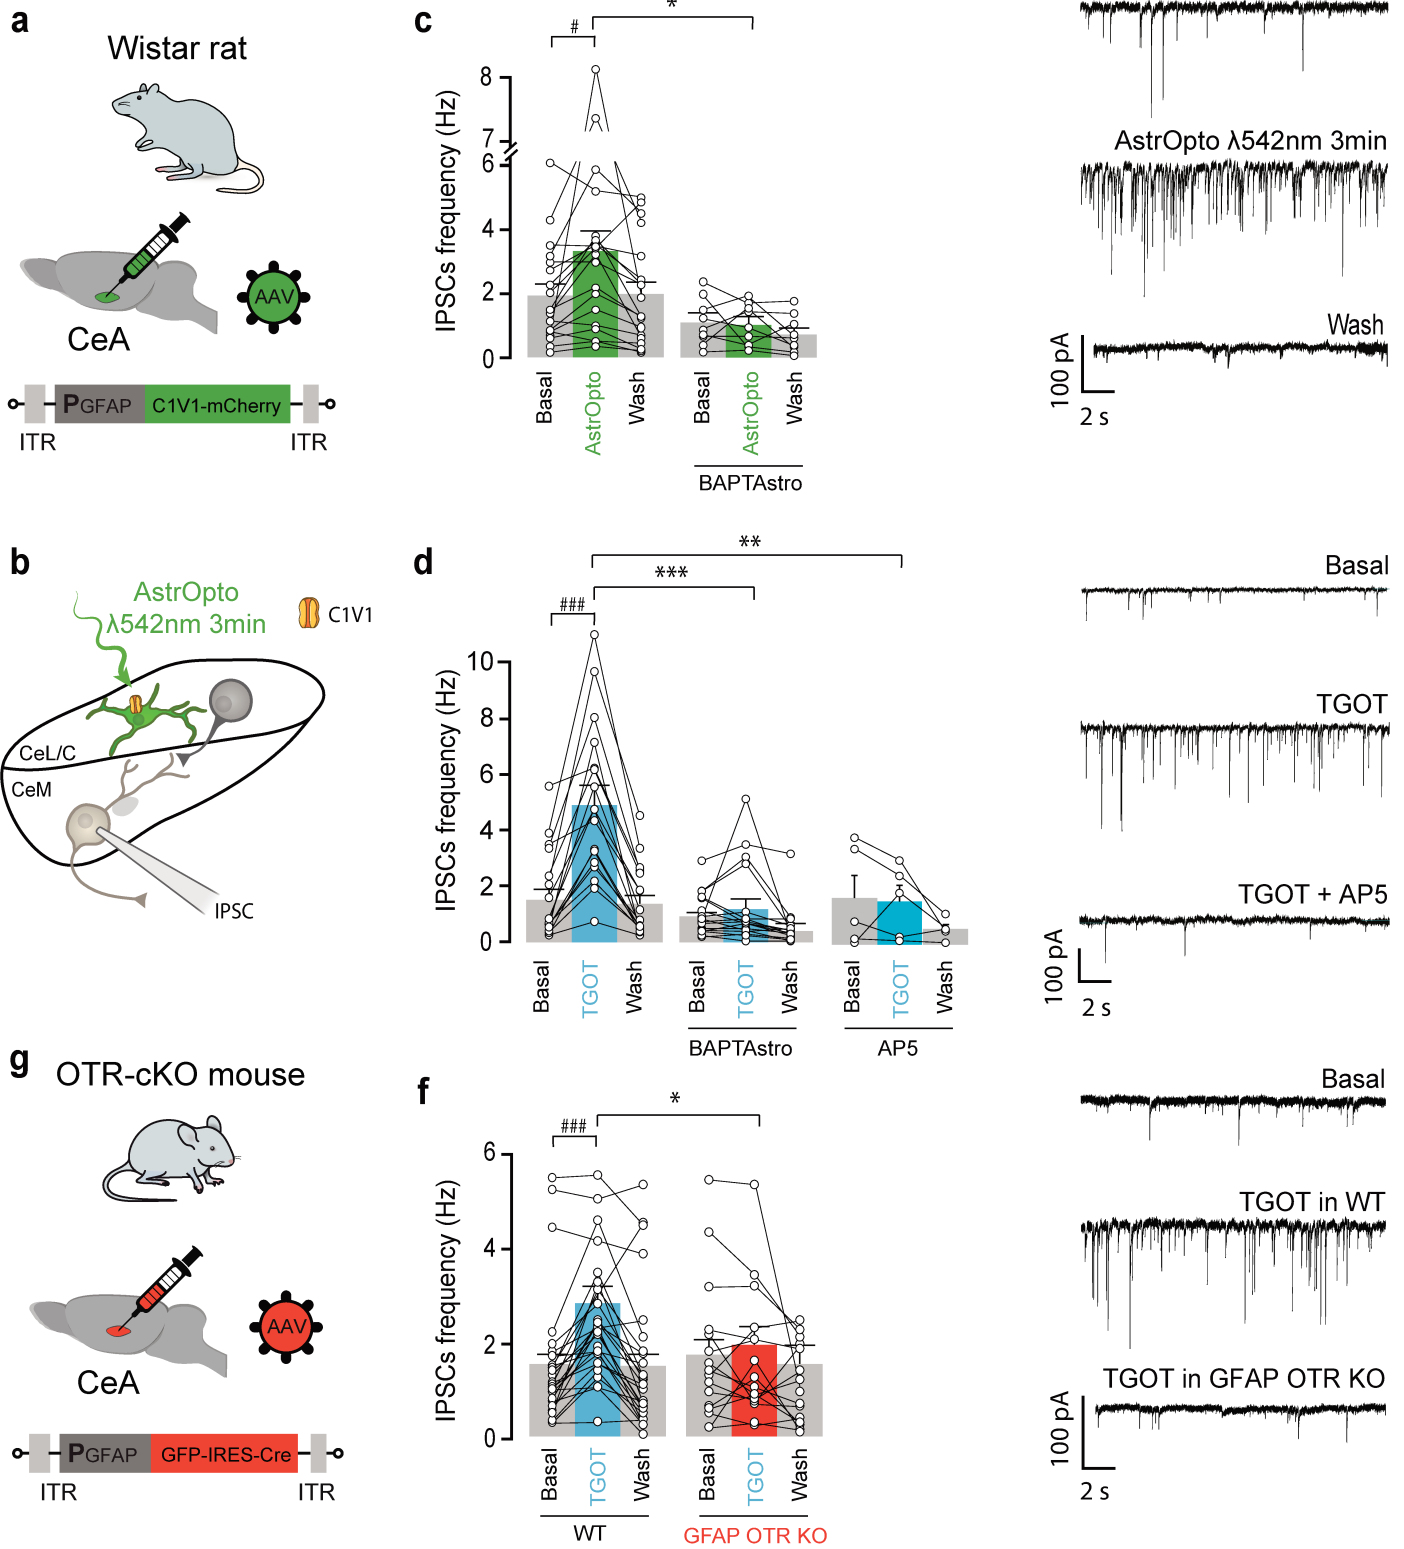 a
Wistar rat
AAV
CeA
PGFAP
C1V1-mCherry
ITR
ITR
c
*
#
IPSCs frequency (Hz)
8
7
6
4
2
0
Basal
AstrOpto
Wash
Basal
AstrOpto
Wash
BAPTAstro
AstrOpto λ542nm 3min
Wash
100 pA
2 s
b
AstrOpto
λ542nm 3min
C1V1
CeL/C
CeM
IPSC
d
**
***
###
IPSCs frequency (Hz)
10
8
6
4
2
0
Basal
TGOT
Wash
Basal
TGOT
Wash
Basal
TGOT
Wash
BAPTAstro
AP5
Basal
TGOT
TGOT + AP5
100 pA
2 s
g
OTR-cKO mouse
AAV
CeA
PGFAP
GFP-IRES-Cre
ITR
ITR
f
*
###
IPSCs frequency (Hz)
6
4
2
0
Basal
TGOT
Wash
Basal
TGOT
Wash
WT
GFAP OTR KO
Basal
TGOT in WT
TGOT in GFAP OTR KO
100 pA
2 s